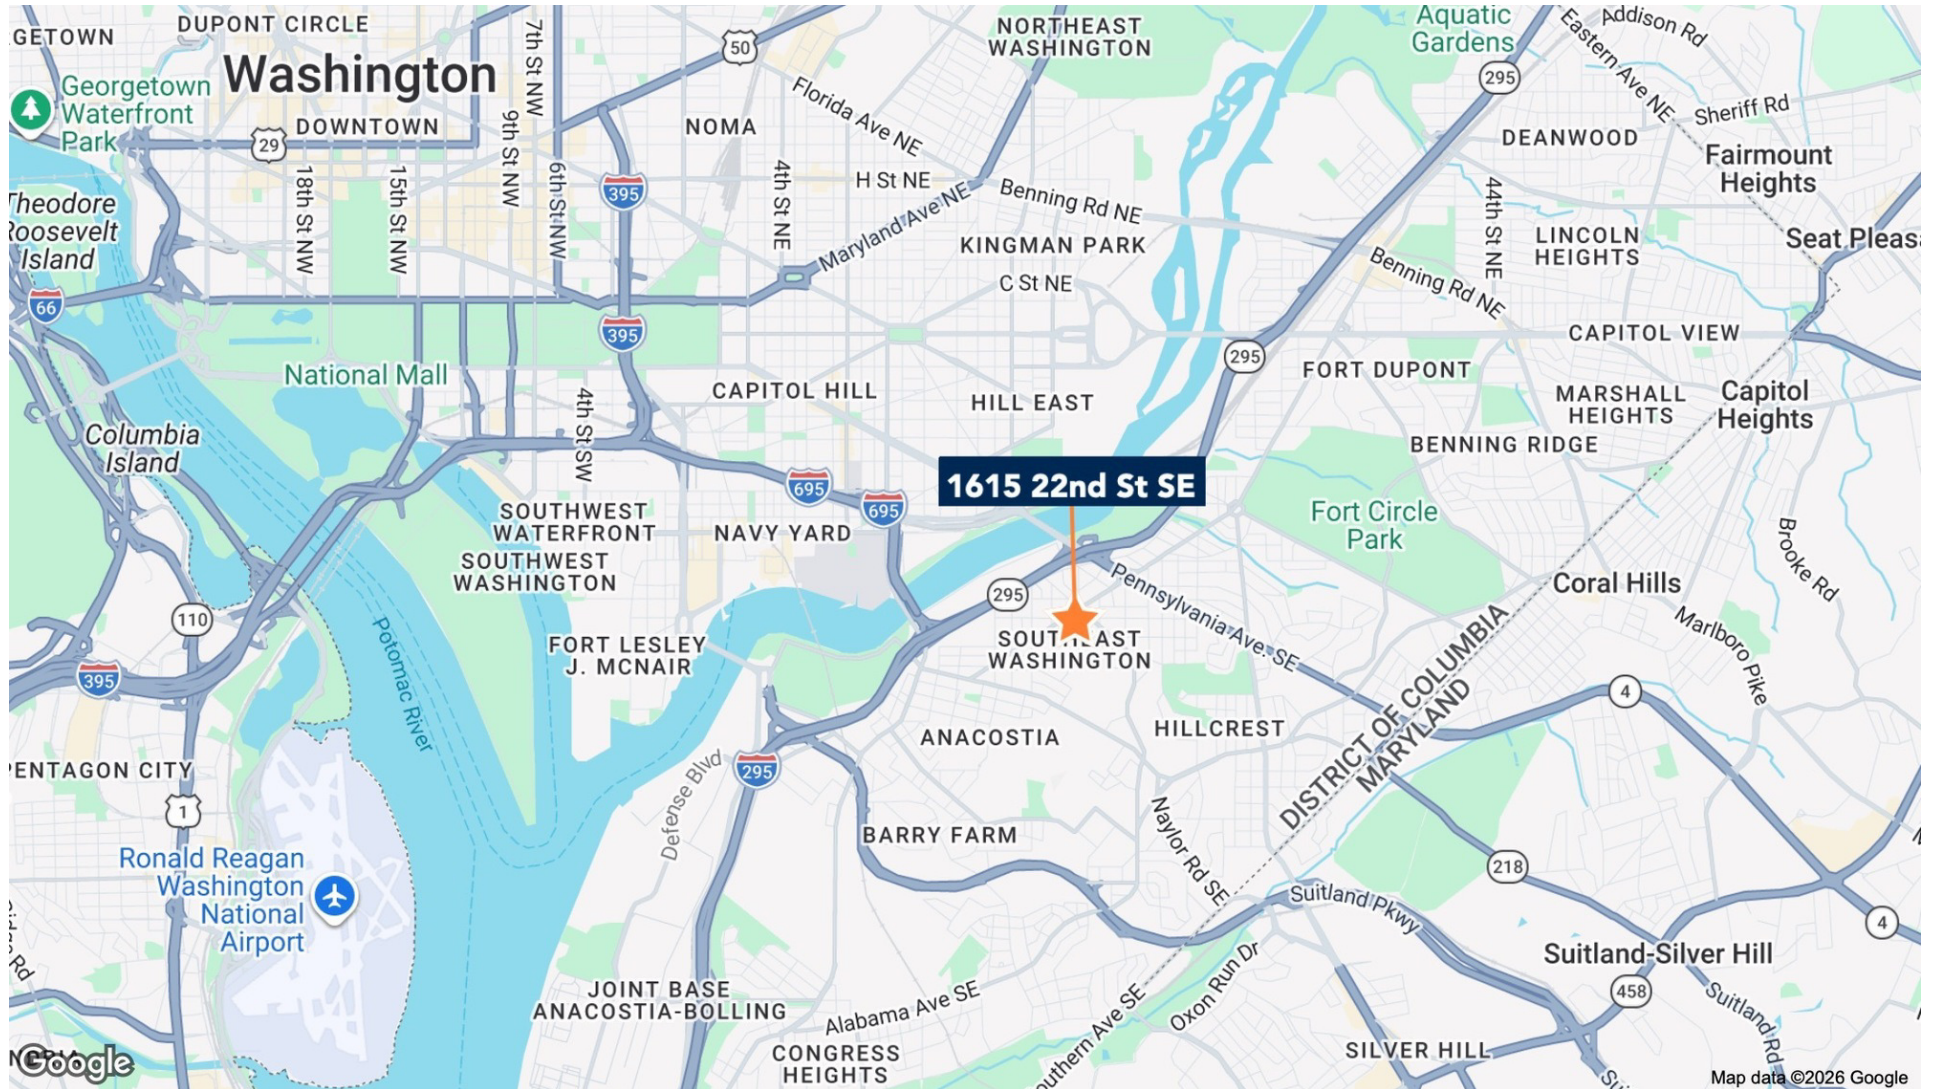 DUPONT CIRCLE
GETOWN
Washington
7th St NW
50
NORTHEAST
WASHINGTON
Aquatic
Gardens
Addison Rd
Eastern Ave NE
295
Sheriff Rd
Georgetown
Waterfront
Park
DOWNTOWN
29
9th St NW
NOMA
Florida Ave NE
DEANWOOD
Fairmount
Heights
18th St NW
15th St NW
6th St NW
395
4th St NE
H St NE
Maryland Ave NE
Benning Rd NE
44th St NE
Theodore
Roosevelt
Island
KINGMAN PARK
LINCOLN
HEIGHTS
Seat Pleasa
C St NE
Benning Rd NE
66
395
CAPITOL VIEW
295
National Mall
CAPITOL HILL
HILL EAST
FORT DUPONT
MARSHALL
HEIGHTS
Capitol
Heights
4th St SW
Columbia
Island
BENNING RIDGE
695
695
1615 22nd St SE
SOUTHWEST
WATERFRONT
NAVY YARD
Fort Circle
Park
Brooke Rd
SOUTHWEST
WASHINGTON
295
Pennsylvania Ave. SE
Coral Hills
110
Potomac River
FORT LESLEY
J. MCNAIR
SOUTHEAST
WASHINGTON
Marlboro Pike
395
DISTRICT OF COLUMBIA
MARYLAND
4
ANACOSTIA
HILLCREST
PENTAGON CITY
295
Defense Blvd
1
BARRY FARM
Naylor Rd SE
Ronald Reagan
Washington
National
Airport
218
Suitland Pkwy
4
Suitland-Silver Hill
JOINT BASE
ANACOSTIA-BOLLING
Alabama Ave SE
Oxon Run Dr
458
Suitland Rd
outhern Ave SE
CONGRESS
HEIGHTS
SILVER HILL
Google
Map data ©2026 Google